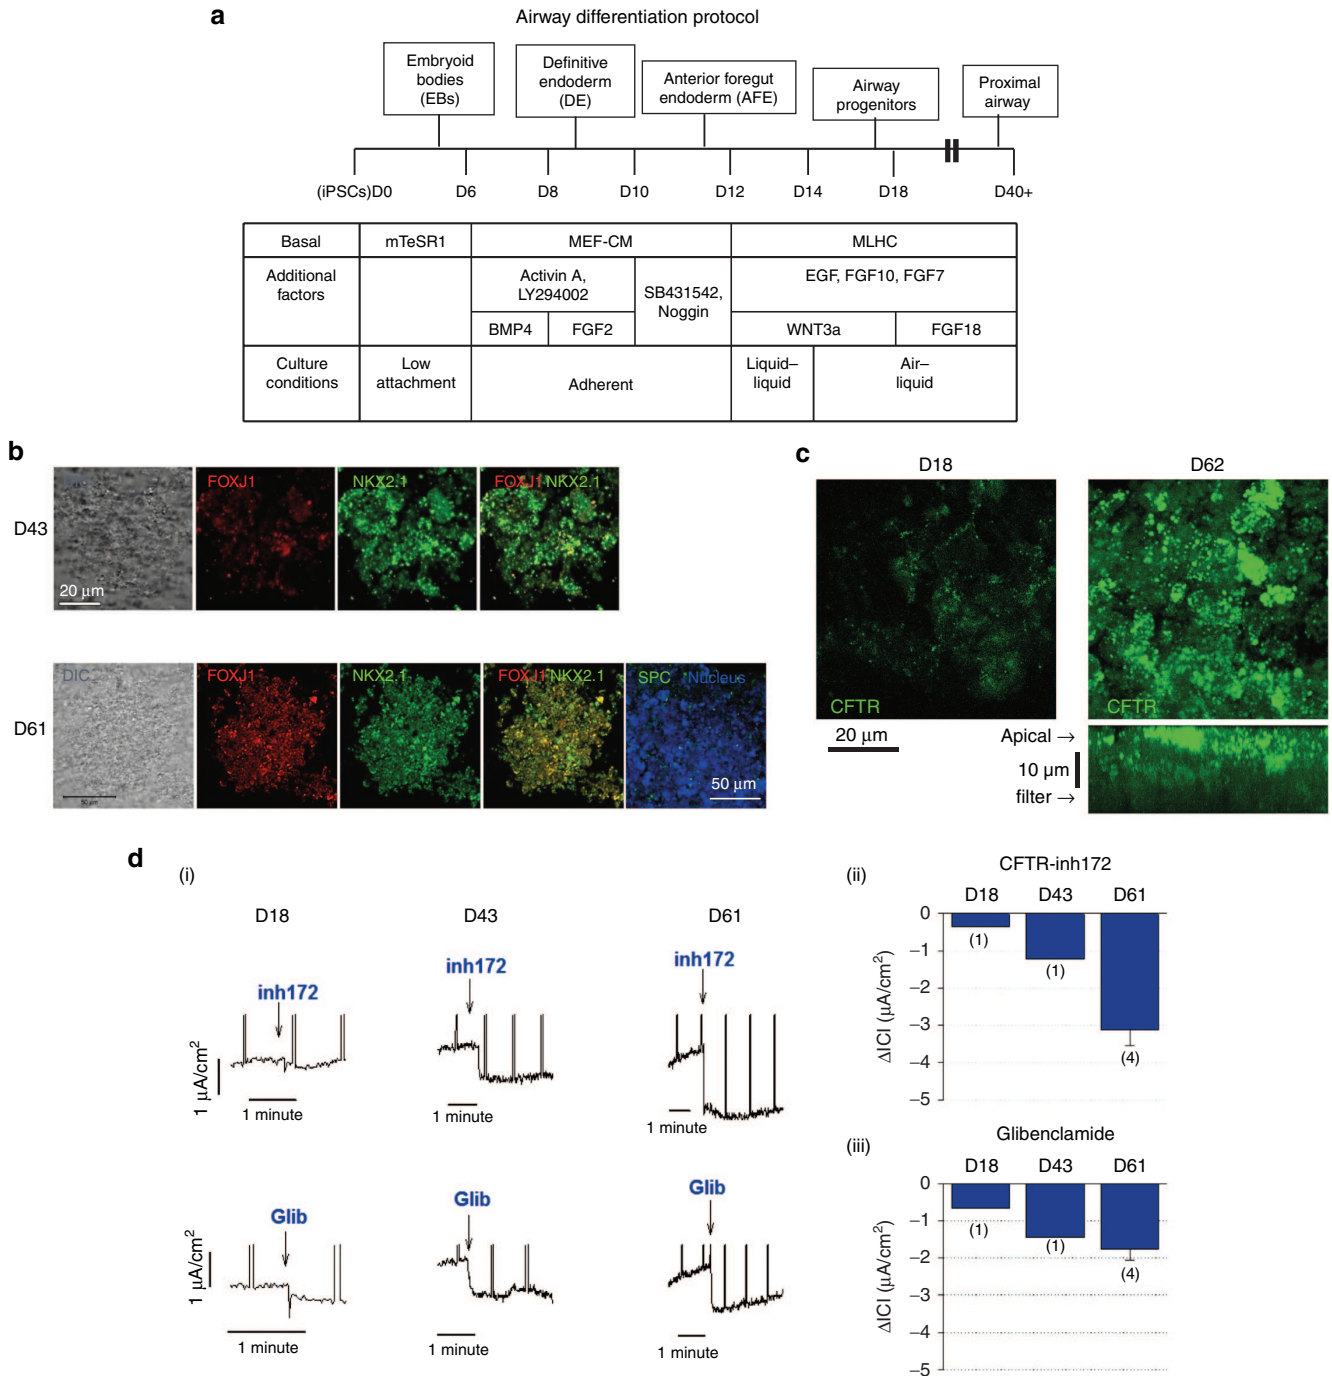 a
Airway differentiation protocol
Embryoid
bodies
(EBs)
Definitive
endoderm
(DE)
Anterior foregut
endoderm (AFE)
Airway
progenitors
Proximal
airway
(iPSCs)D0 D6 D8 D10 D12 D14 D18 D40+
Basal mTeSR1 MEF-CM MLHC
Additional
factors
Activin A,
LY294002
BMP4 FGF2
SB431542,
Noggin
EGF, FGF10, FGF7
WNT3a FGF18
Culture
conditions
Low
attachment
Adherent
Liquid–
liquid
Air–
liquid
b
D43
FOXJ1 NKX2.1 FOXJ1 NKX2.1
20 µm
D61
DIC FOXJ1 NKX2.1 FOXJ1 NKX2.1 SPC Nucleus
50 µm
50 µm
c
D18 D62
CFTR CFTR
20 µm
Apical →
10 µm
filter →
d
(i)
D18 D43 D61
inh172 inh172 inh172
1 µA/cm²
1 minute 1 minute 1 minute
Glib Glib Glib
1 µA/cm²
1 minute 1 minute 1 minute
(ii)
CFTR-inh172
D18 D43 D61
0
–1
–2
–3
–4
–5
ΔICl (µA/cm²)
(1) (1) (4)
(iii)
Glibenclamide
D18 D43 D61
0
–1
–2
–3
–4
–5
ΔICl (µA/cm²)
(1) (1) (4)